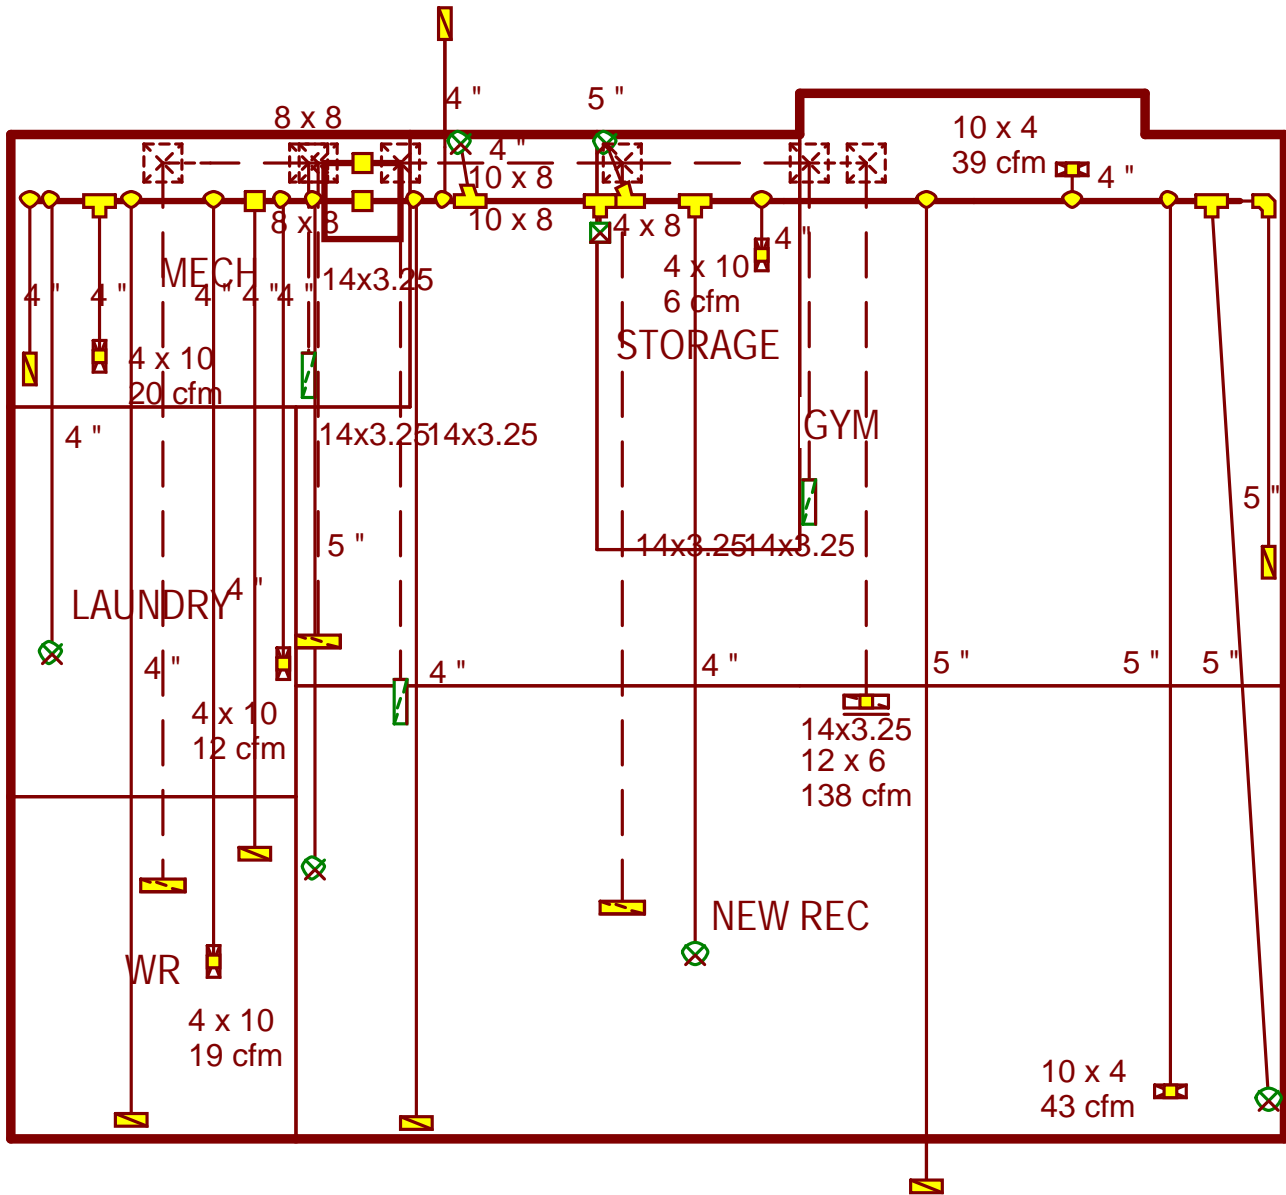 4 "
5 "
8 x 8
4 "
10 x 4
39 cfm
10 x 8
4 "
8 x 8
10 x 8
4 x 8
4 "
MECH
14x3.25
4 x 10
6 cfm
4 "
4 "
4 "
4 "
4 "
STORAGE
4 x 10
20 cfm
GYM
4 "
14x3.25
14x3.25
5 "
5 "
14x3.25
14x3.25
LAUNDRY
4 "
4 "
4 "
4 "
5 "
5 "
5 "
4 x 10
12 cfm
14x3.25
12 x 6
138 cfm
NEW REC
WR
4 x 10
19 cfm
10 x 4
43 cfm